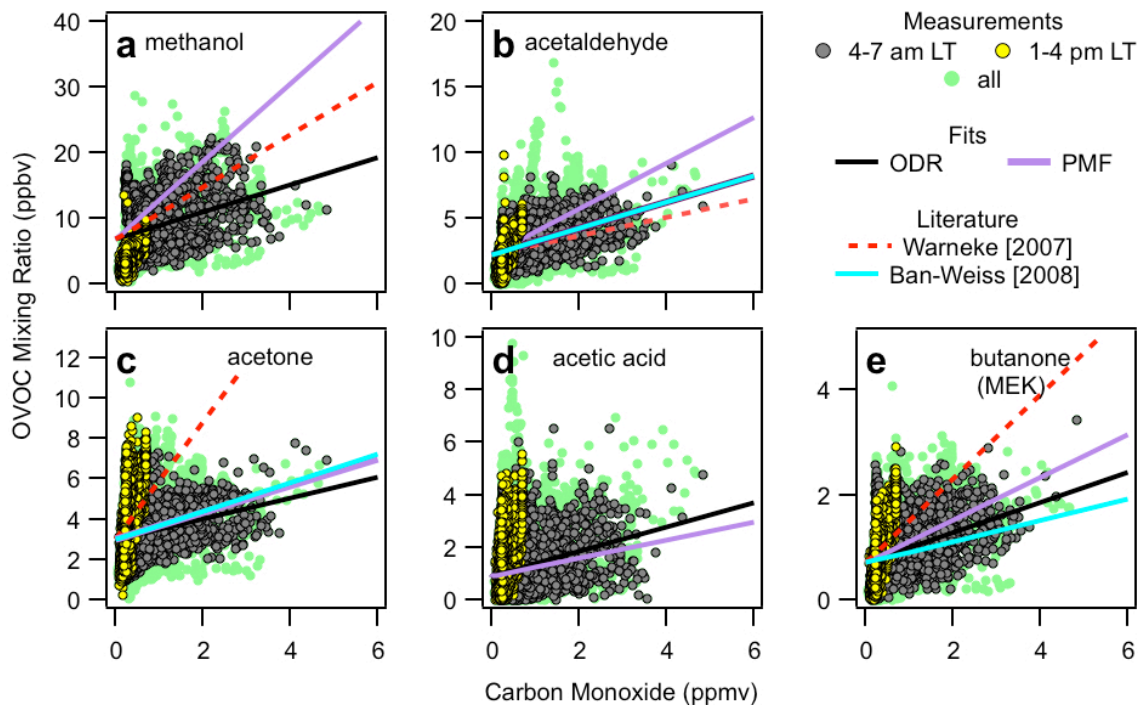 a methanol
40
30
20
10
0
b acetaldehyde
20
15
10
5
0
Measurements
4-7 am LT 1-4 pm LT
all
Fits
ODR PMF
Literature
Warneke [2007]
Ban-Weiss [2008]
OVOC Mixing Ratio (ppbv)
c acetone
12
10
8
6
4
2
0
0 2 4 6
d acetic acid
10
8
6
4
2
0
0 2 4 6
e butanone
(MEK)
4
2
0
0 2 4 6
Carbon Monoxide (ppmv)